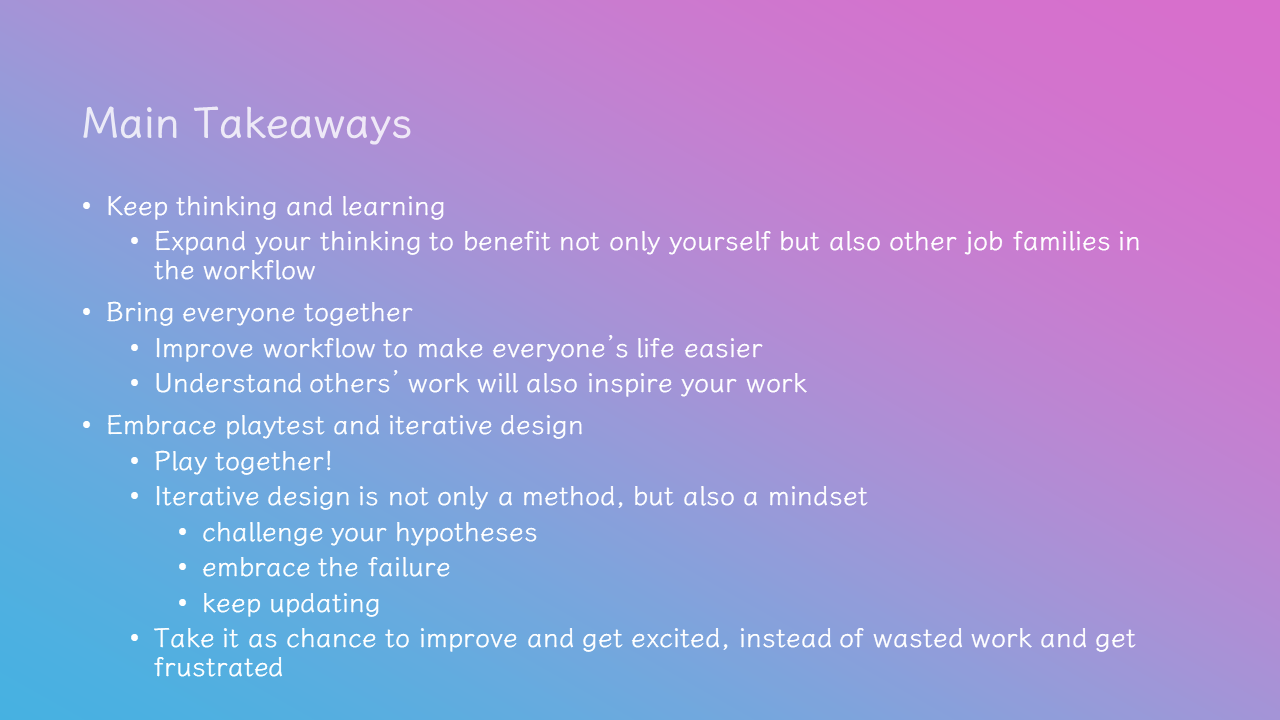 Main Takeaways
• Keep thinking and learning
• Expand your thinking to benefit not only yourself but also other job families in
the workflow
• Bring everyone together
• Improve workflow to make everyone’s life easier
• Understand others’ work will also inspire your work
• Embrace playtest and iterative design
• Play together!
• Iterative design is not only a method, but also a mindset
• challenge your hypotheses
• embrace the failure
• keep updating
• Take it as chance to improve and get excited, instead of wasted work and get
frustrated